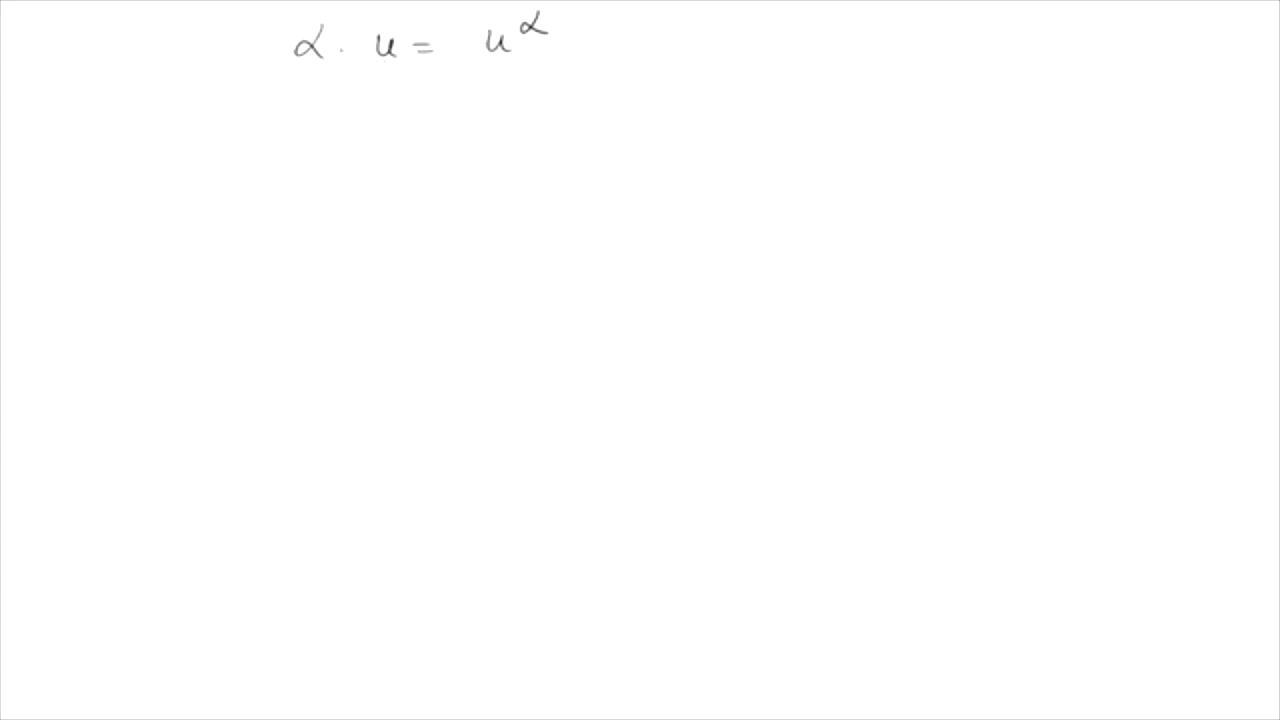 α · u = u^α